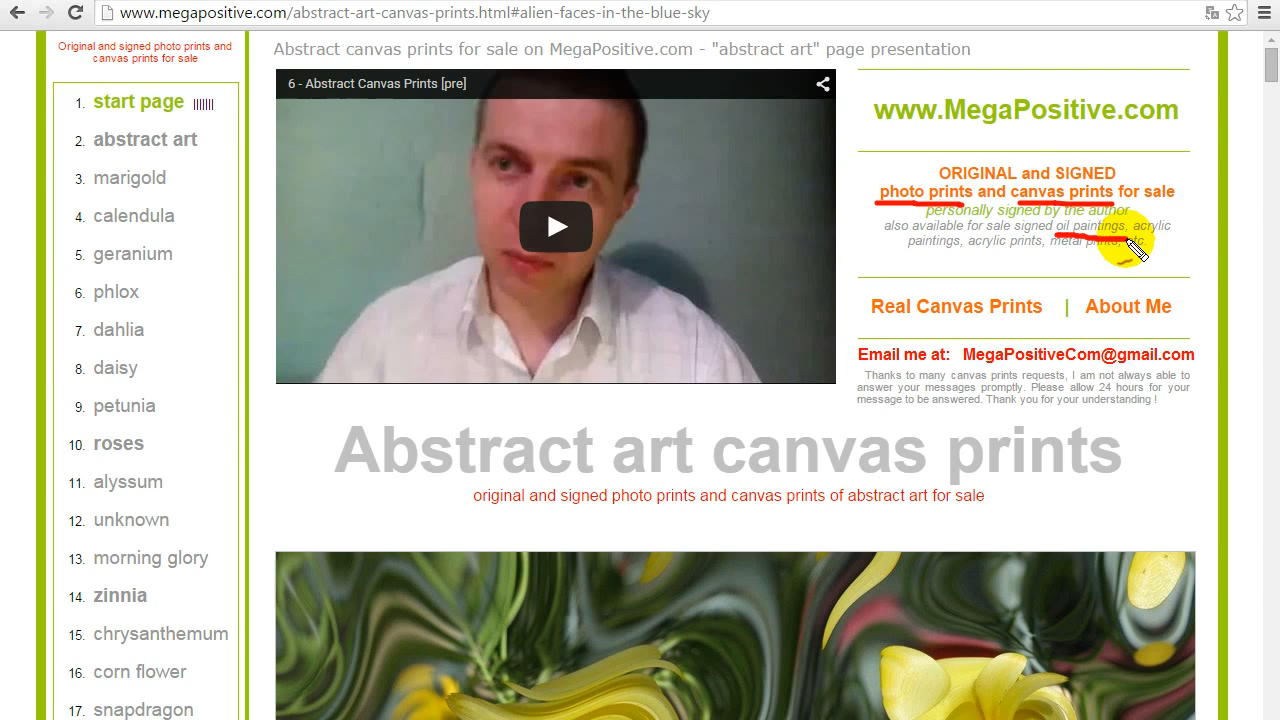 www.megapositive.com/abstract-art-canvas-prints.html#alien-faces-in-the-blue-sky
Original and signed photo prints and
canvas prints for sale
1. start page ||||||
2. abstract art
3. marigold
4. calendula
5. geranium
6. phlox
7. dahlia
8. daisy
9. petunia
10. roses
11. alyssum
12. unknown
13. morning glory
14. zinnia
15. chrysanthemum
16. corn flower
17. snapdragon
Abstract canvas prints for sale on MegaPositive.com - "abstract art" page presentation
6 - Abstract Canvas Prints [pre]
www.MegaPositive.com
ORIGINAL and SIGNED
photo prints and canvas prints for sale
personally signed by the author
also available for sale signed oil paintings, acrylic
paintings, acrylic prints, metal prints, etc.
Real Canvas Prints | About Me
Email me at: MegaPositiveCom@gmail.com
Thanks to many canvas prints requests, I am not always able to
answer your messages promptly. Please allow 24 hours for your
message to be answered. Thank you for your understanding !
Abstract art canvas prints
original and signed photo prints and canvas prints of abstract art for sale